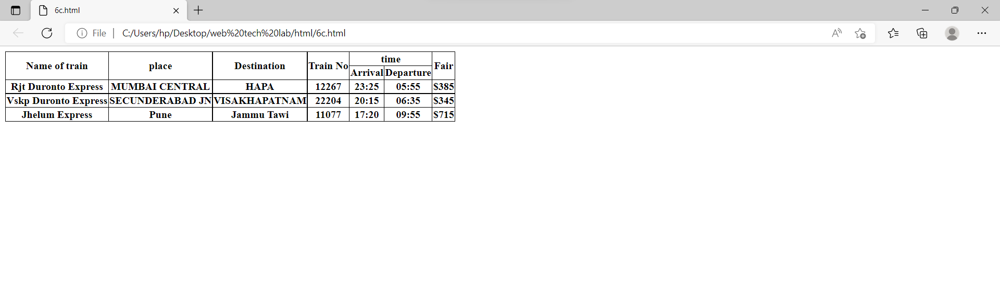 6c.html
File | C:/Users/hp/Desktop/web%20tech%20lab/html/6c.html
Name of train place Destination Train No time Fair
Arrival Departure
Rjt Duronto Express MUMBAI CENTRAL HAPA 12267 23:25 05:55 $385
Vskp Duronto Express SECUNDERABAD JN VISAKHAPATNAM 22204 20:15 06:35 $345
Jhelum Express Pune Jammu Tawi 11077 17:20 09:55 $715